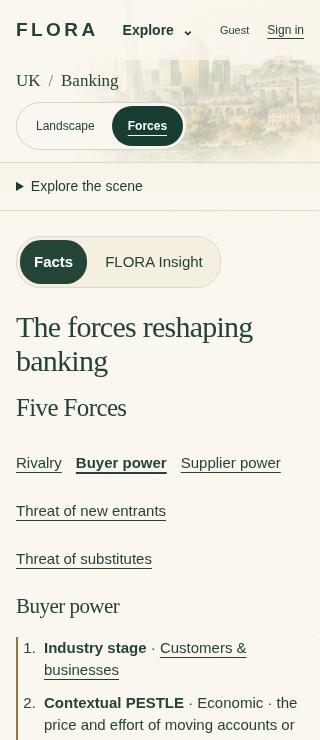 FLORA Explore Guest Sign in
UK / Banking
Landscape Forces
Explore the scene
Facts FLORA Insight
The forces reshaping
banking
Five Forces
Rivalry Buyer power Supplier power
Threat of new entrants
Threat of substitutes
Buyer power
1. Industry stage · Customers &
businesses
2. Contextual PESTLE · Economic · the
price and effort of moving accounts or